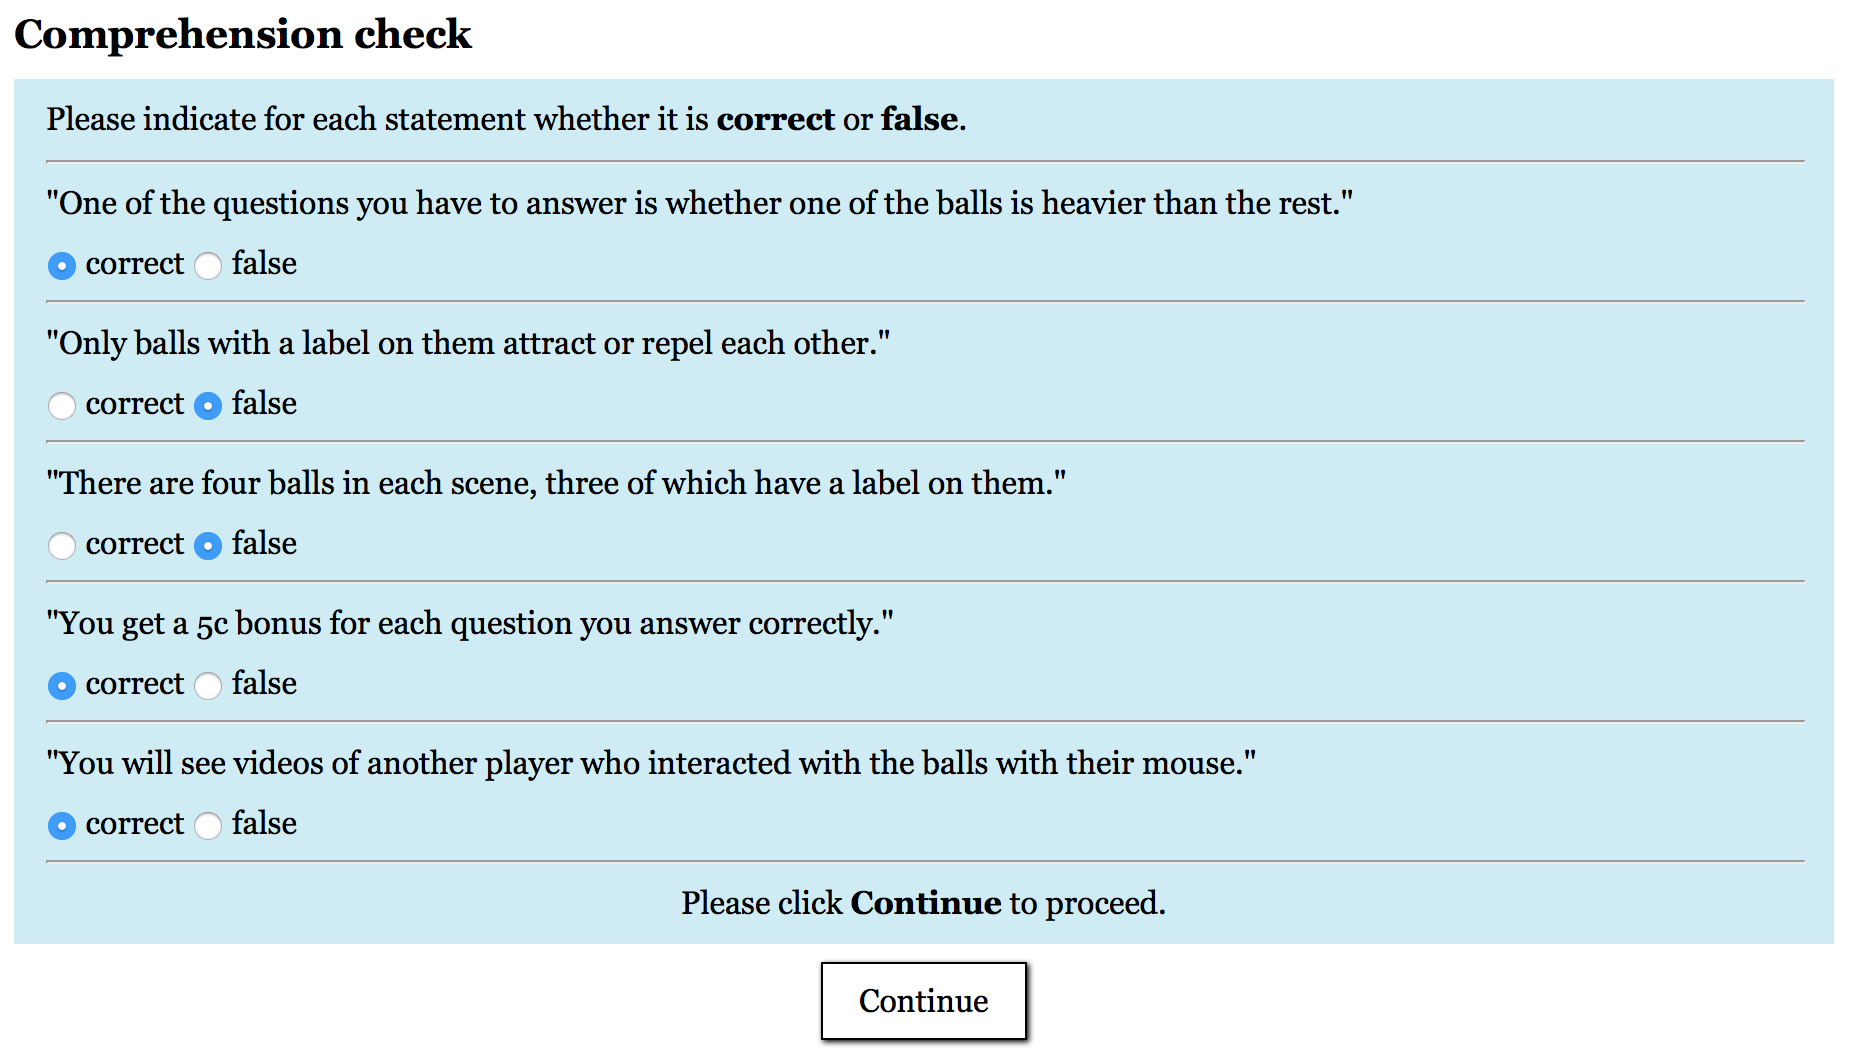 Comprehension check
Please indicate for each statement whether it is correct or false.
"One of the questions you have to answer is whether one of the balls is heavier than the rest."
correct false
"Only balls with a label on them attract or repel each other."
correct false
"There are four balls in each scene, three of which have a label on them."
correct false
"You get a 5c bonus for each question you answer correctly."
correct false
"You will see videos of another player who interacted with the balls with their mouse."
correct false
Please click Continue to proceed.
Continue